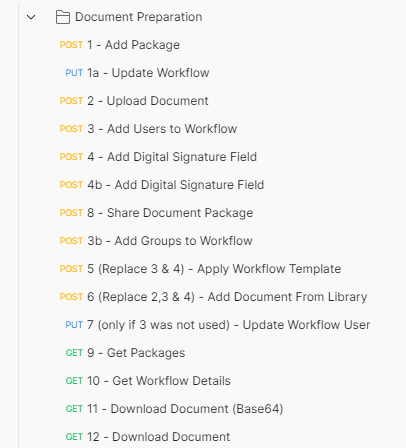 Document Preparation
POST 1 - Add Package
PUT 1a - Update Workflow
POST 2 - Upload Document
POST 3 - Add Users to Workflow
POST 4 - Add Digital Signature Field
POST 4b - Add Digital Signature Field
POST 8 - Share Document Package
POST 3b - Add Groups to Workflow
POST 5 (Replace 3 & 4) - Apply Workflow Template
POST 6 (Replace 2,3 & 4) - Add Document From Library
PUT 7 (only if 3 was not used) - Update Workflow User
GET 9 - Get Packages
GET 10 - Get Workflow Details
GET 11 - Download Document (Base64)
GET 12 - Download Document